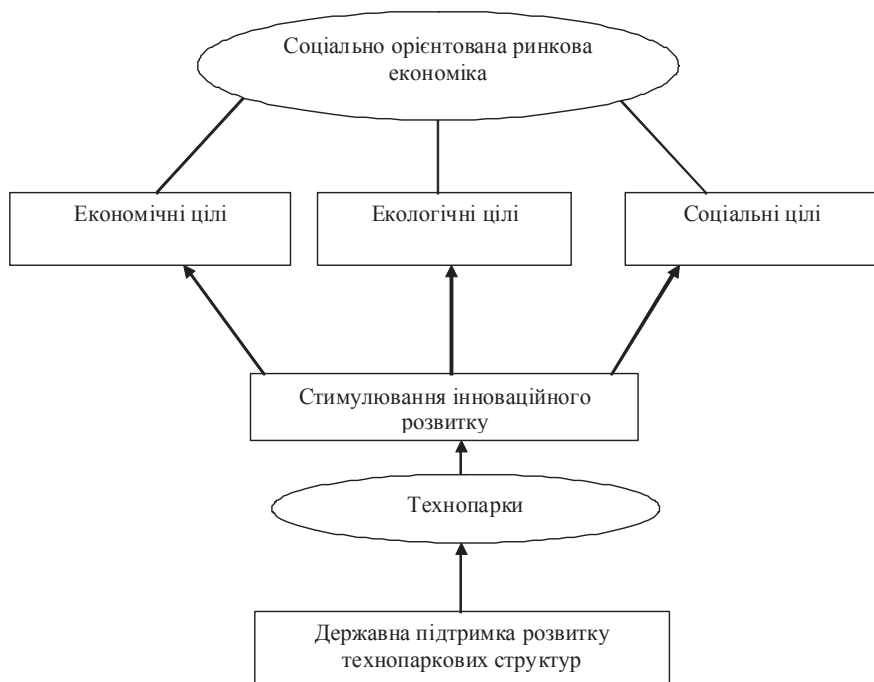 Соціально орієнтована ринкова
економіка
Економічні цілі
Екологічні цілі
Соціальні цілі
Стимулювання інноваційного
розвитку
Технопарки
Державна підтримка розвитку
технопаркових структур